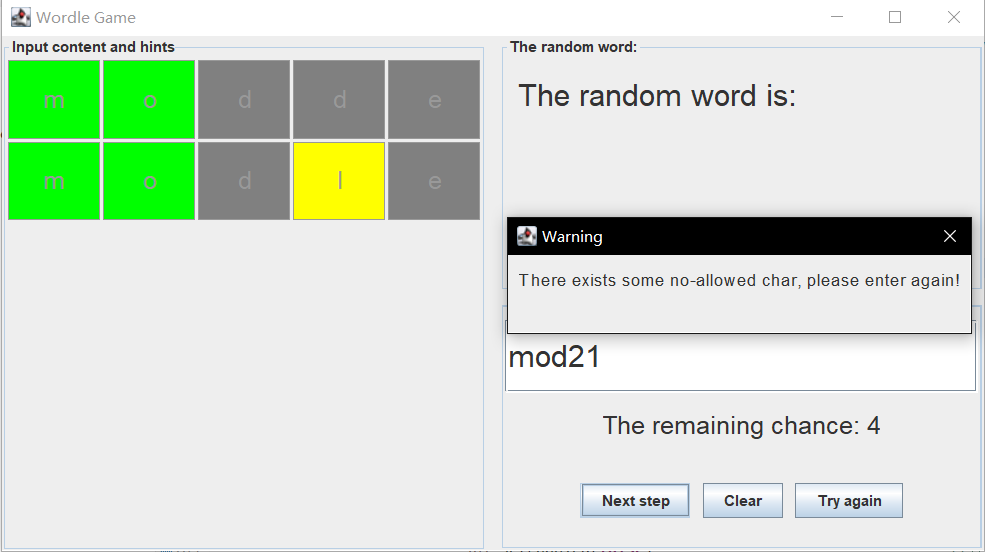 Wordle Game
Input content and hints
m o d d e
m o d l e
The random word:
The random word is:
Warning
There exists some no-allowed char, please enter again!
mod21
The remaining chance: 4
Next step
Clear
Try again